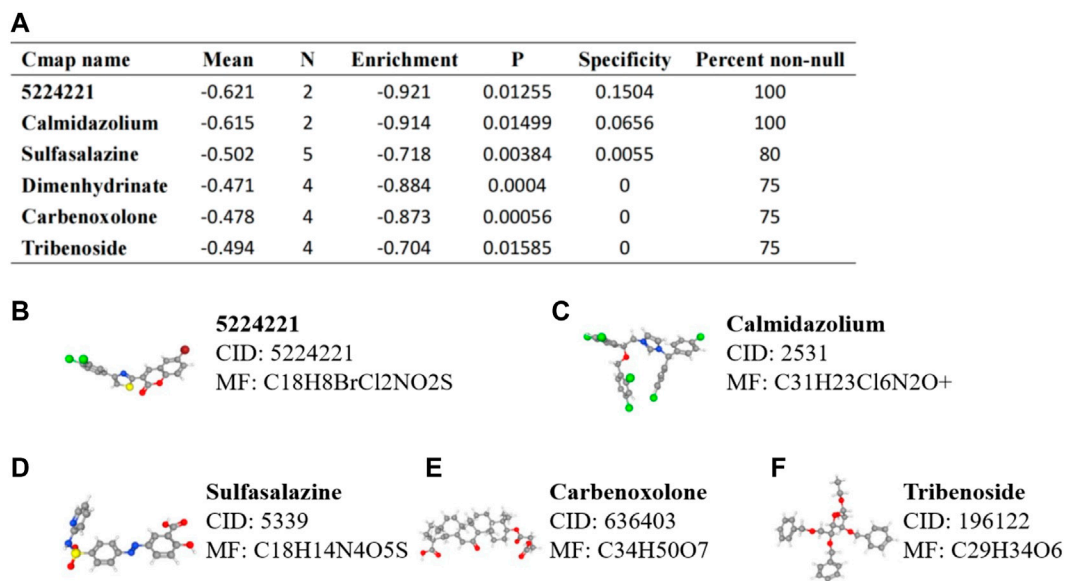 A
Cmap name Mean N Enrichment P Specificity Percent non-null
5224221 -0.621 2 -0.921 0.01255 0.1504 100
Calmidazolium -0.615 2 -0.914 0.01499 0.0656 100
Sulfasalazine -0.502 5 -0.718 0.00384 0.0055 80
Dimenhydrinate -0.471 4 -0.884 0.0004 0 75
Carbenoxolone -0.478 4 -0.873 0.00056 0 75
Tribenoside -0.494 4 -0.704 0.01585 0 75
B
5224221
CID: 5224221
MF: C18H8BrCl2NO2S
C
Calmidazolium
CID: 2531
MF: C31H23Cl6N2O+
D
Sulfasalazine
CID: 5339
MF: C18H14N4O5S
E
Carbenoxolone
CID: 636403
MF: C34H50O7
F
Tribenoside
CID: 196122
MF: C29H34O6